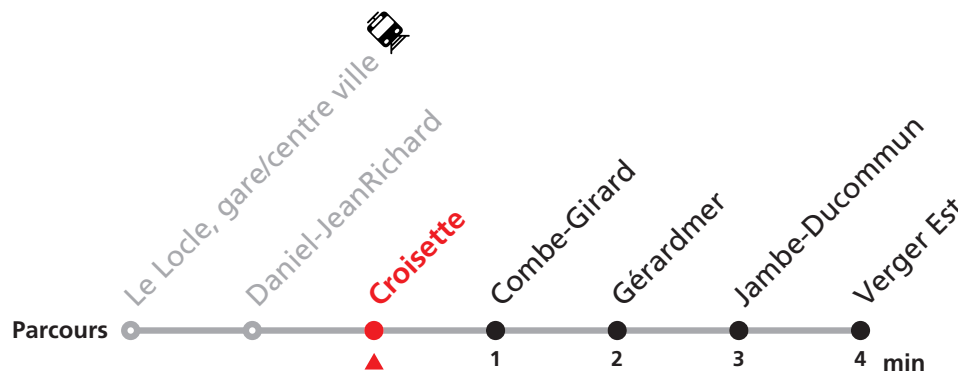 Le Locle, gare/centre ville
Daniel-JeanRichard
Croisette
Combe-Girard
Gérardmer
Jambe-Ducommun
Verger Est
Parcours
1 2 3 4 min